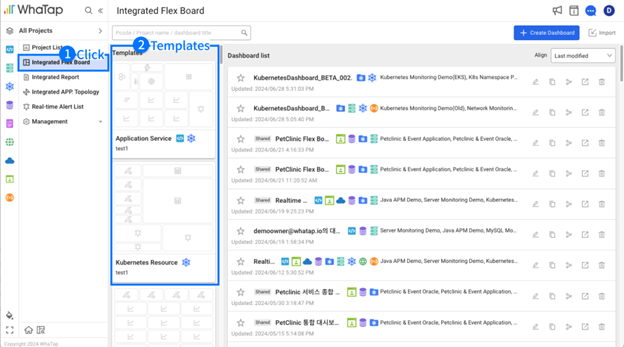 WhaTap
Integrated Flex Board
All Projects
Pcode / Project name / dashboard title
Create Dashboard
Import
D
Project List
1 Click
Integrated Flex Board
Integrated Report
Integrated APP. Topology
Real-time Alert List
Management
2 Templates
Templates
Application Service
test1
Kubernetes Resource
test1
Dashboard list
Align
Last modified
KubernetesDashboard_BETA_002.
Kubernetes Monitoring Demo(EKS), K8s Namespace P...
Updated: 2024/06/28 5:31:03 PM
KubernetesDashboard_B...
Kubernetes Monitoring Demo(Old), Network Monitorin...
Updated: 2024/06/28 5:05:40 PM
Shared PetClinic Flex Bo...
Petclinic & Event Application, Petclinic & Event Oracle, ...
Updated: 2024/06/21 4:16:33 PM
Shared PetClinic Flex Bo...
Petclinic & Event Application, Petclinic & Event Oracle, ...
Updated: 2024/06/21 11:20:52 AM
Shared Realtime ...
Java APM Demo, Server Monitoring Demo, Kubernetes...
Updated: 2024/06/19 9:25:23 PM
demoowner@whatap.io의 대...
Server Monitoring Demo, Java APM Demo, MySQL Mo...
Updated: 2024/06/19 1:58:34 PM
Realti...
Java APM Demo, Server Monitoring Demo, Kubernetes...
Updated: 2024/06/12 5:30:52 PM
Shared Petclinic 서비스 종합 ...
Petclinic & Event Oracle, Petclinic & Event Application, ...
Updated: 2024/05/30 3:18:47 PM
Shared PetClinic 통합 대시보...
Petclinic & Event Oracle, Petclinic & Event Application, ...
Updated: 2024/05/15 5:14:08 PM
Copyright 2024 WhaTap